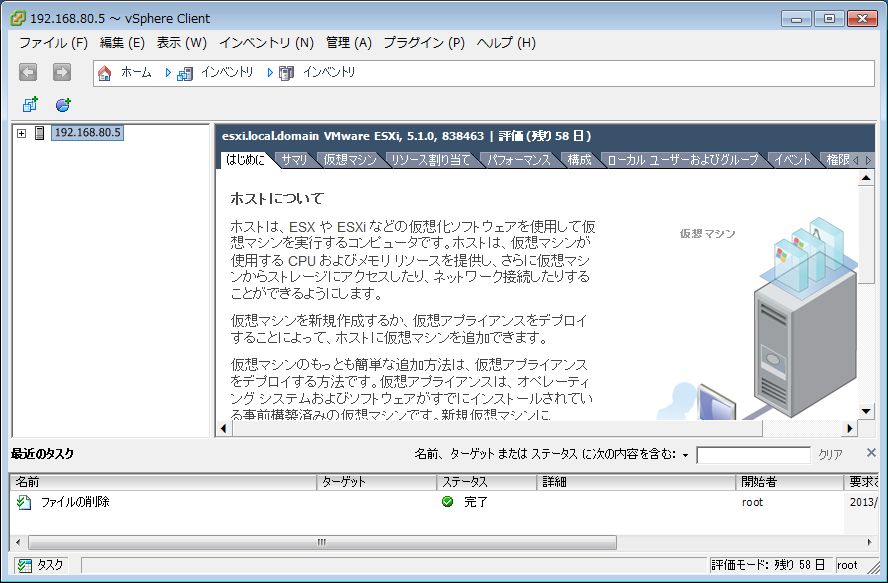 192.168.80.5 ～ vSphere Client
ファイル (F) 編集 (E) 表示 (W) インベントリ (N) 管理 (A) プラグイン (P) ヘルプ (H)
ホーム インベントリ インベントリ
192.168.80.5
esxi.local.domain VMware ESXi, 5.1.0, 838463 | 評価 (残り 58 日)
はじめに サマリ 仮想マシン リソース割り当て パフォーマンス 構成 ローカル ユーザーおよびグループ イベント 権限
ホストについて
ホストは、ESX や ESXi などの仮想化ソフトウェアを使用して仮
想マシンを実行するコンピュータです。ホストは、仮想マシンが
使用する CPU およびメモリ リソースを提供し、さらに仮想マシ
ンからストレージにアクセスしたり、ネットワーク接続したりする
ことができるようにします。
仮想マシン
仮想マシンを新規作成するか、仮想アプライアンスをデプロイ
することによって、ホストに仮想マシンを追加できます。
仮想マシンのもっとも簡単な追加方法は、仮想アプライアンス
をデプロイする方法です。仮想アプライアンスは、オペレーティ
ング システムおよびソフトウェアがすでにインストールされてい
る事前構築済みの仮想マシンです。新規仮想マシンに
最近のタスク
名前、ターゲット または ステータス に次の内容を含む: クリア
名前 ターゲット ステータス 詳細 開始者 要求さ
ファイルの削除 完了 root 2013/
タスク 評価モード: 残り 58 日 root